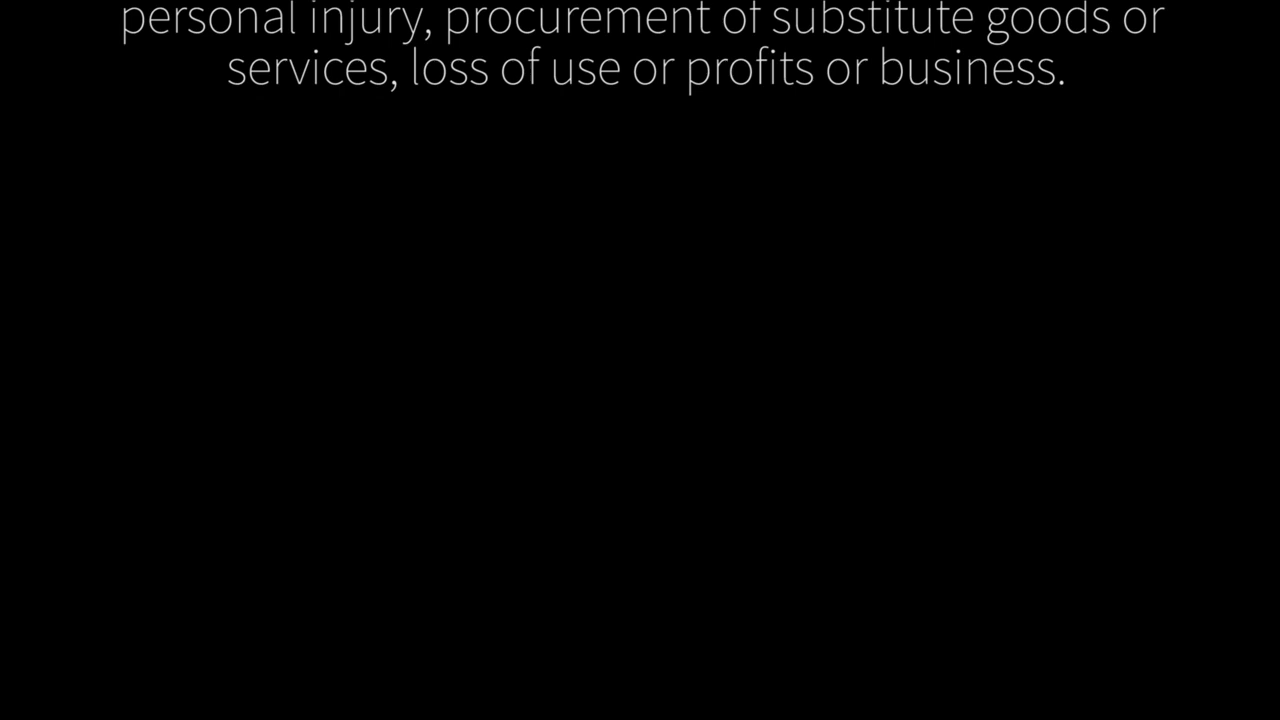 personal injury, procurement of substitute goods or
services, loss of use or profits or business.